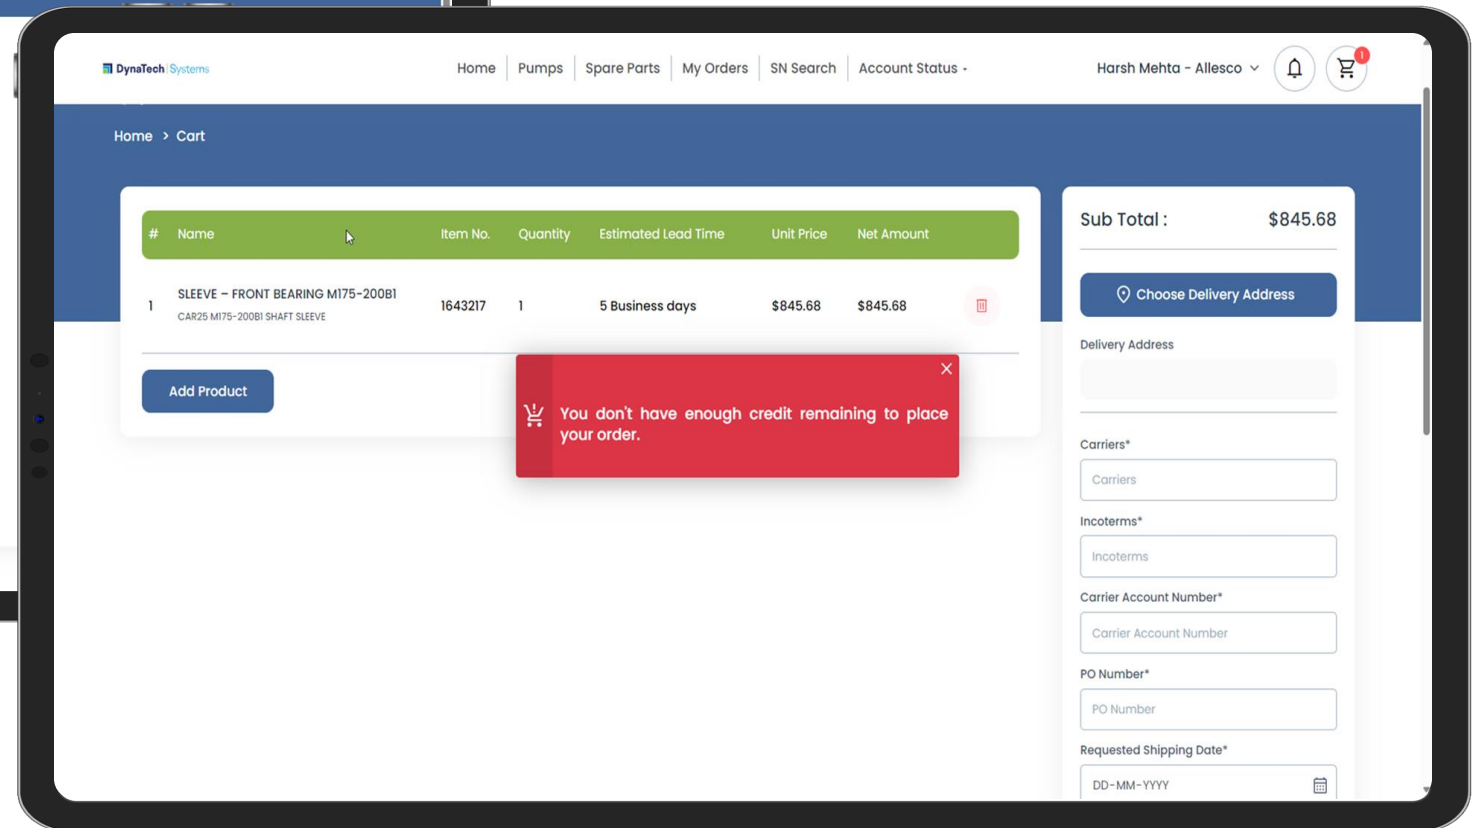 DynaTech Systems
Home Pumps Spare Parts My Orders SN Search Account Status -
Harsh Mehta - Allesco
1
Home > Cart
# Name Item No. Quantity Estimated Lead Time Unit Price Net Amount
1 SLEEVE – FRONT BEARING M175-200B1 1643217 1 5 Business days $845.68 $845.68
CAR25 M175-200B1 SHAFT SLEEVE
Add Product
You don't have enough credit remaining to place
your order.
Sub Total : $845.68
Choose Delivery Address
Delivery Address
Carriers*
Carriers
Incoterms*
Incoterms
Carrier Account Number*
Carrier Account Number
PO Number*
PO Number
Requested Shipping Date*
DD-MM-YYYY